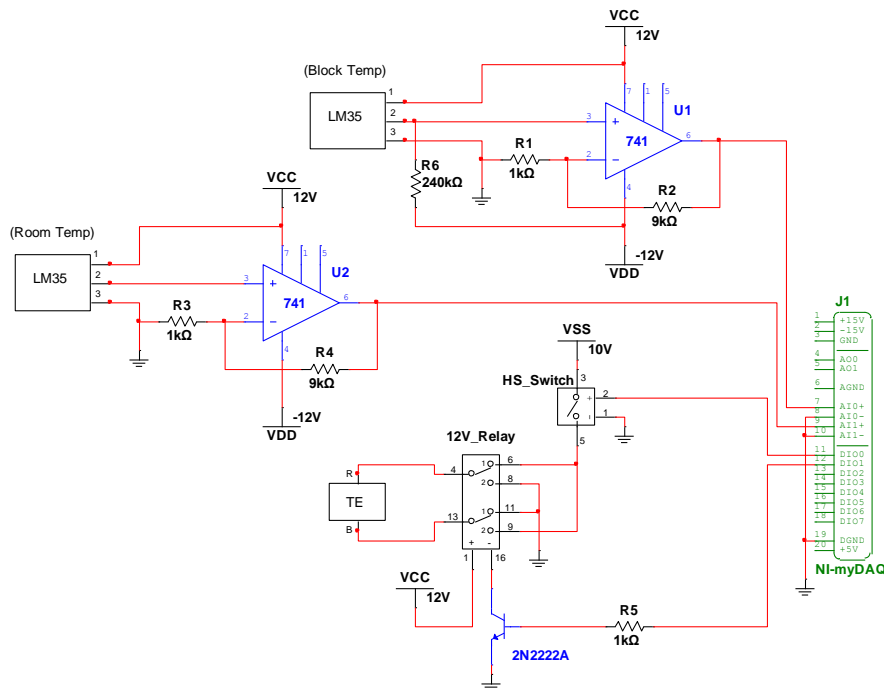 VCC
12V
(Block Temp)
LM35
1
2
3
7
1
5
U1
3
741
6
2
4
R1
1kΩ
R6
240kΩ
R2
9kΩ
-12V
VDD
VCC
12V
(Room Temp)
LM35
1
2
3
7
1
5
U2
3
741
6
2
4
R3
1kΩ
R4
9kΩ
-12V
VDD
VSS
10V
HS_Switch
3
+
2
-
1
5
12V_Relay
R
TE
B
4
13
1
6
2
8
1
11
2
9
+
-
1
16
VCC
12V
2N2222A
R5
1kΩ
J1
1 +15V
2 -15V
3 GND
4 AO0
5 AO1
6 AGND
7 AI0+
8 AI0-
9 AI1+
10 AI1-
11 DIO0
12 DIO1
13 DIO2
14 DIO3
15 DIO4
16 DIO5
17 DIO6
18 DIO7
19 DGND
20 +5V
NI-myDAQ